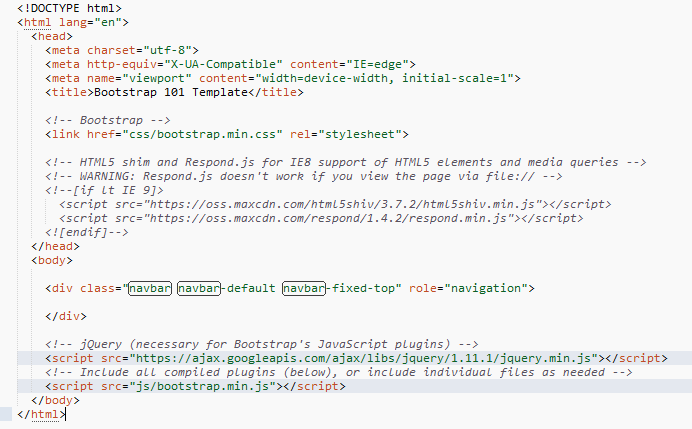 <!DOCTYPE html>
<html lang="en">
<head>
<meta charset="utf-8">
<meta http-equiv="X-UA-Compatible" content="IE=edge">
<meta name="viewport" content="width=device-width, initial-scale=1">
<title>Bootstrap 101 Template</title>
<!-- Bootstrap -->
<link href="css/bootstrap.min.css" rel="stylesheet">
<!-- HTML5 shim and Respond.js for IE8 support of HTML5 elements and media queries -->
<!-- WARNING: Respond.js doesn't work if you view the page via file:// -->
<!--[if lt IE 9]>
<script src="https://oss.maxcdn.com/html5shiv/3.7.2/html5shiv.min.js"></script>
<script src="https://oss.maxcdn.com/respond/1.4.2/respond.min.js"></script>
<![endif]-->
</head>
<body>
<div class="navbar navbar-default navbar-fixed-top" role="navigation">
</div>
<!-- jQuery (necessary for Bootstrap's JavaScript plugins) -->
<script src="https://ajax.googleapis.com/ajax/libs/jquery/1.11.1/jquery.min.js"></script>
<!-- Include all compiled plugins (below), or include individual files as needed -->
<script src="js/bootstrap.min.js"></script>
</body>
</html>